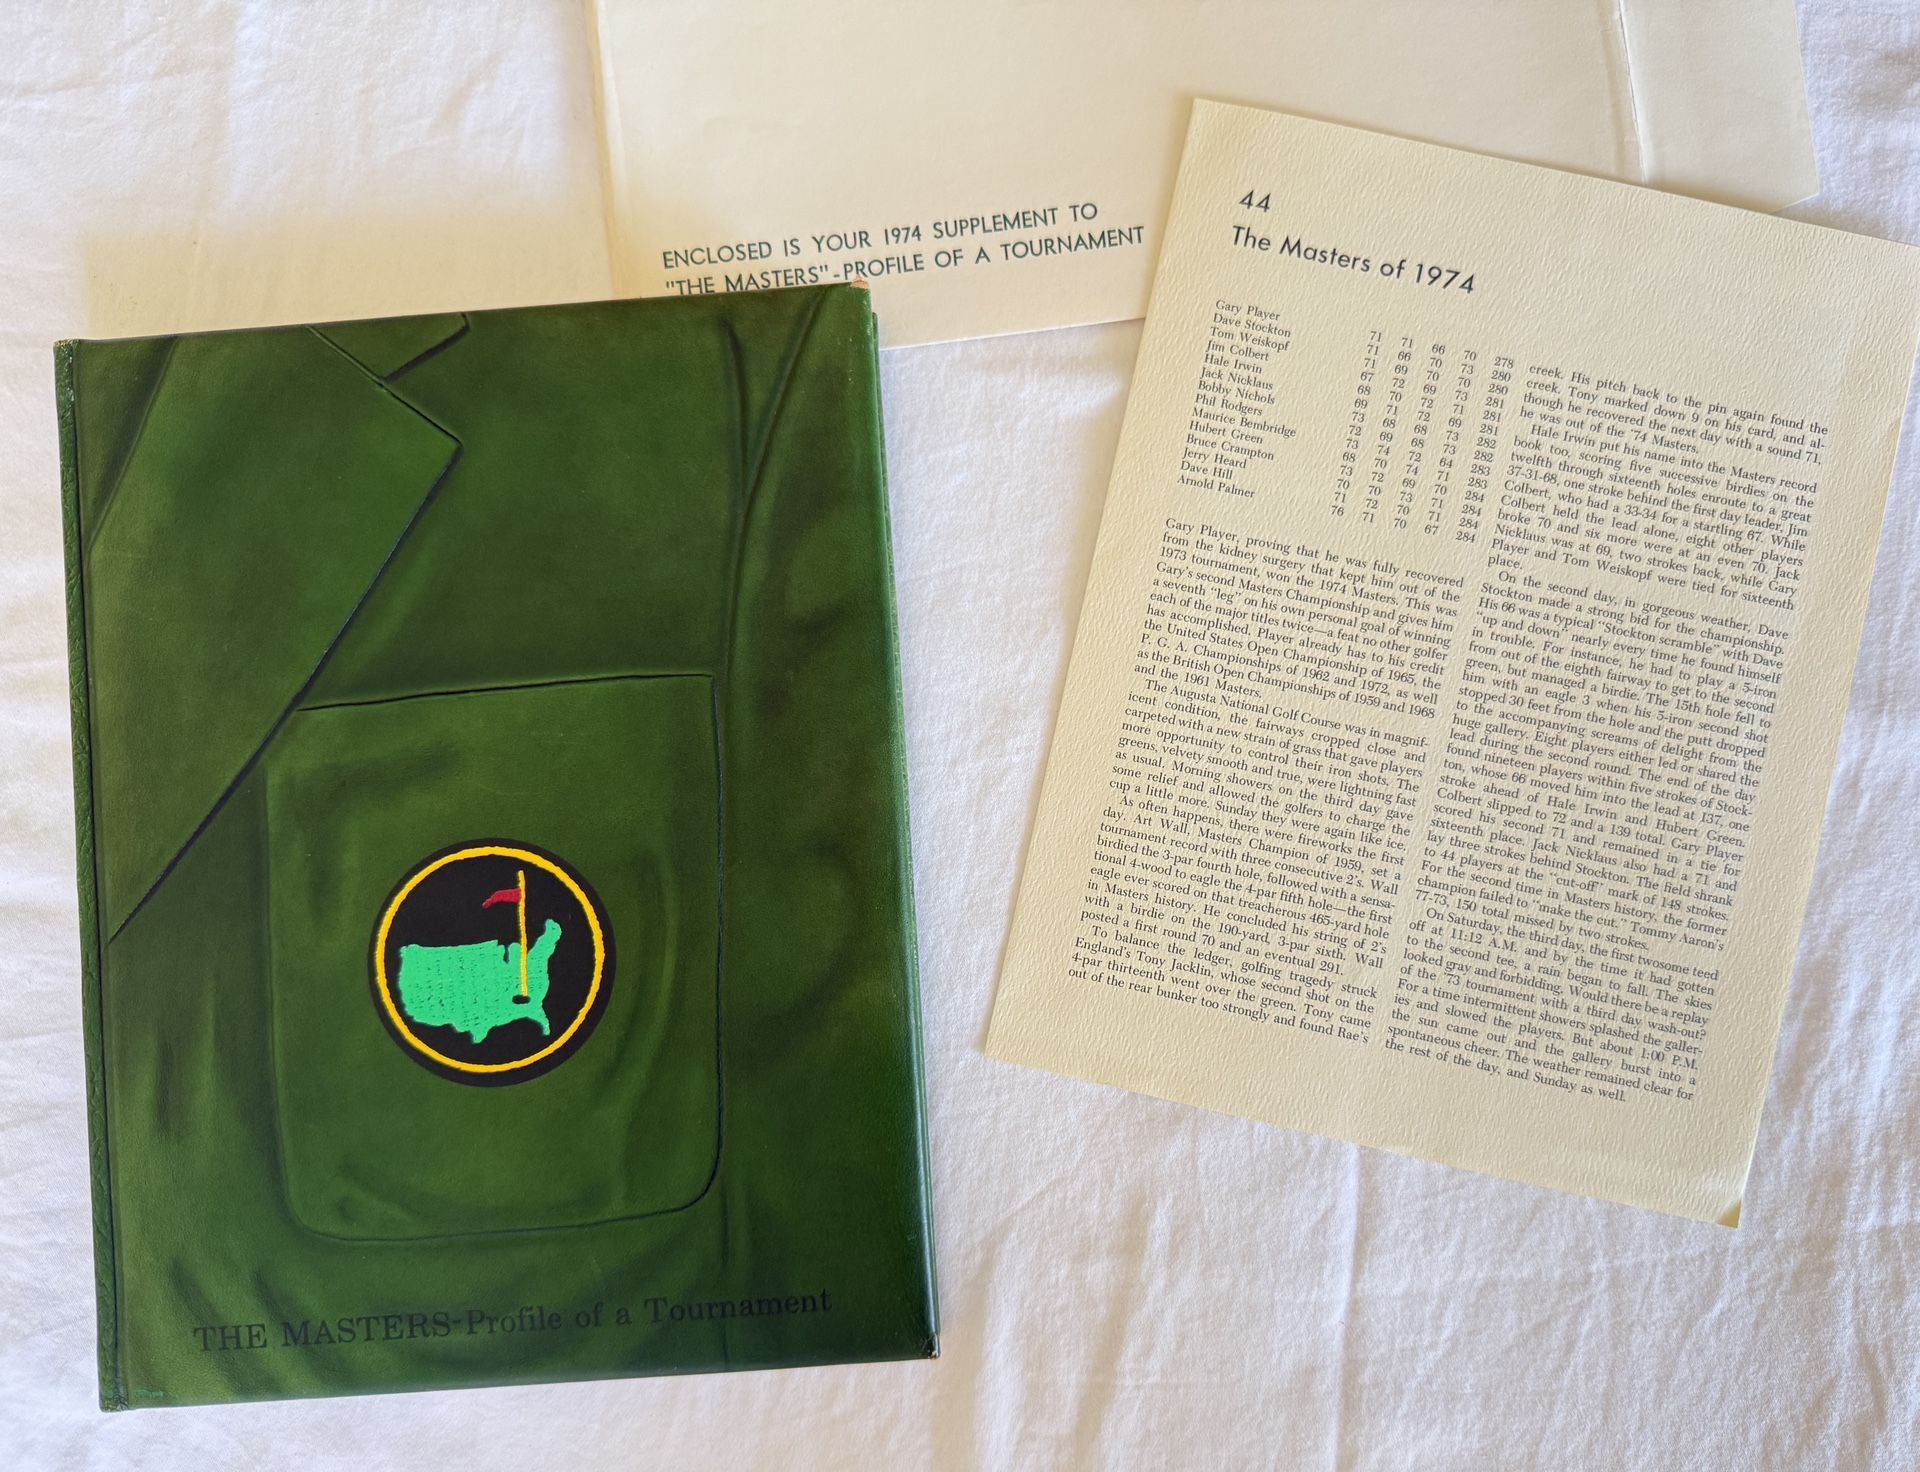 ENCLOSED IS YOUR 1974 SUPPLEMENT TO
"THE MASTERS"-PROFILE OF A TOURNAMENT
THE MASTERS-Profile of a Tournament
44
The Masters of 1974
Gary Player 71 71 66 70 278
Dave Stockton 71 66 70 73 280
Tom Weiskopf 71 69 70 70 280
Jim Colbert 67 72 69 73 281
Hale Irwin 68 70 72 71 281
Jack Nicklaus 69 71 72 69 281
Bobby Nichols 73 68 68 73 282
Phil Rodgers 72 69 68 73 282
Maurice Bembridge 73 74 72 64 283
Hubert Green 68 70 74 71 283
Bruce Crampton 73 72 69 70 284
Jerry Heard 70 70 73 71 284
Dave Hill 71 72 70 71 284
Arnold Palmer 76 71 70 67 284
Gary Player, proving that he was fully recovered
from the kidney surgery that kept him out of the
1973 tournament, won the 1974 Masters. This was
Gary's second Masters Championship and gives him
a seventh "leg" on his own personal goal of winning
each of the major titles twice—a feat no other golfer
has accomplished. Player already has to his credit
the United States Open Championship of 1965, the
P. G. A. Championships of 1962 and 1972, as well
as the British Open Championships of 1959 and 1968
and the 1961 Masters.
The Augusta National Golf Course was in magnif-
icent condition, the fairways cropped close and
carpeted with a new strain of grass that gave players
more opportunity to control their iron shots. The
greens, velvety smooth and true, were lightning fast
as usual. Morning showers on the third day gave
some relief and allowed the golfers to charge the
cup a little more. Sunday they were again like ice.
As often happens, there were fireworks the first
day. Art Wall, Masters Champion of 1959, set a
tournament record with three consecutive 2's. Wall
birdied the 3-par fourth hole, followed with a sensa-
tional 4-wood to eagle the 4-par fifth hole—the first
eagle ever scored on that treacherous 465-yard hole
in Masters history. He concluded his string of 2's
with a birdie on the 190-yard, 3-par sixth. Wall
posted a first round 70 and an eventual 291.
To balance the ledger, golfing tragedy struck
England's Tony Jacklin, whose second shot on the
4-par thirteenth went over the green. Tony came
out of the rear bunker too strongly and found Rae's
creek. His pitch back to the pin again found the
creek. Tony marked down 9 on his card, and al-
though he recovered the next day with a sound 71,
he was out of the '74 Masters.
Hale Irwin put his name into the Masters record
book too, scoring five successive birdies on the
twelfth through sixteenth holes enroute to a great
37-31-68, one stroke behind the first day leader, Jim
Colbert, who had a 33-34 for a startling 67. While
Colbert held the lead alone, eight other players
broke 70 and six more were at an even 70. Jack
Nicklaus was at 69, two strokes back, while Gary
Player and Tom Weiskopf were tied for sixteenth
place.
On the second day, in gorgeous weather, Dave
Stockton made a strong bid for the championship.
His 66 was a typical "Stockton scramble" with Dave
"up and down" nearly every time he found himself
in trouble. For instance, he had to play a 5-iron
from out of the eighth fairway to get to the second
green, but managed a birdie. The 15th hole fell to
him with an eagle 3 when his 5-iron second shot
stopped 30 feet from the hole and the putt dropped
to the accompanying screams of delight from the
huge gallery. Eight players either led or shared the
lead during the second round. The end of the day
found nineteen players within five strokes of Stock-
ton, whose 66 moved him into the lead at 137, one
stroke ahead of Hale Irwin and Hubert Green.
Colbert slipped to 72 and a 139 total. Gary Player
scored his second 71 and remained in a tie for
sixteenth place. Jack Nicklaus also had a 71 and
lay three strokes behind Stockton. The field shrank
to 44 players at the "cut-off" mark of 148 strokes.
For the second time in Masters history, the former
champion failed to "make the cut." Tommy Aaron's
77-73, 150 total missed by two strokes.
On Saturday, the third day, the first twosome teed
off at 11:12 A.M. and by the time it had gotten
to the second tee, a rain began to fall. The skies
looked gray and forbidding. Would there be a replay
of the '73 tournament with a third day wash-out?
For a time intermittent showers splashed the galler-
ies and slowed the players. But about 1:00 P.M.
the sun came out and the gallery burst into a
spontaneous cheer. The weather remained clear for
the rest of the day, and Sunday as well.